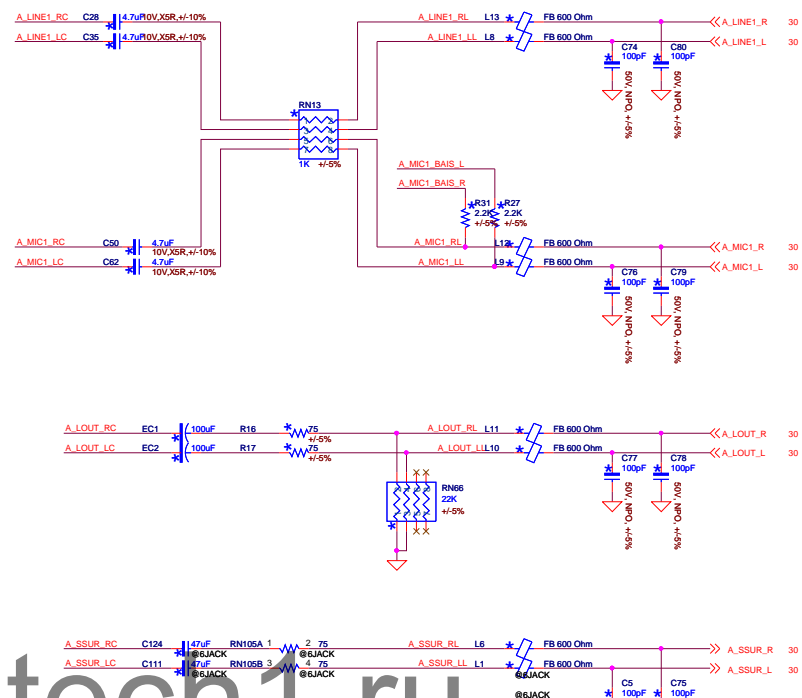 A_LINE1_RC C28 4.7uF 10V,X5R,+/-10% A_LINE1_RL L13 FB 600 Ohm A_LINE1_R 30
A_LINE1_LC C35 4.7uF 10V,X5R,+/-10% A_LINE1_LL L8 FB 600 Ohm A_LINE1_L 30
C74 C80
100pF 100pF
50V, NPO, +/-5% 50V, NPO, +/-5%
RN13
1K +/-5%
A_MIC1_BAIS_L
A_MIC1_BAIS_R
R31 R27
2.2K 2.2K
+/-5% +/-5%
A_MIC1_RC C50 4.7uF A_MIC1_RL L12 FB 600 Ohm A_MIC1_R 30
10V,X5R,+/-10%
A_MIC1_LC C62 4.7uF A_MIC1_LL L9 FB 600 Ohm A_MIC1_L 30
10V,X5R,+/-10%
C76 C79
100pF 100pF
50V, NPO, +/-5% 50V, NPO, +/-5%
A_LOUT_RC EC1 100uF R16 75 A_LOUT_RL L11 FB 600 Ohm A_LOUT_R 30
+/-5%
A_LOUT_LC EC2 100uF R17 75 A_LOUT_LL L10 FB 600 Ohm A_LOUT_L 30
+/-5%
C77 C78
100pF 100pF
50V, NPO, +/-5% 50V, NPO, +/-5%
RN66
22K
+/-5%
A_SSUR_RC C124 47uF RN105A 1 2 75 A_SSUR_RL L6 FB 600 Ohm A_SSUR_R 30
@6JACK @6JACK
A_SSUR_LC C111 47uF RN105B 3 4 75 A_SSUR_LL L1 FB 600 Ohm A_SSUR_L 30
@6JACK @6JACK @6JACK
C5 C75
@6JACK 100pF 100pF
tech1.ru